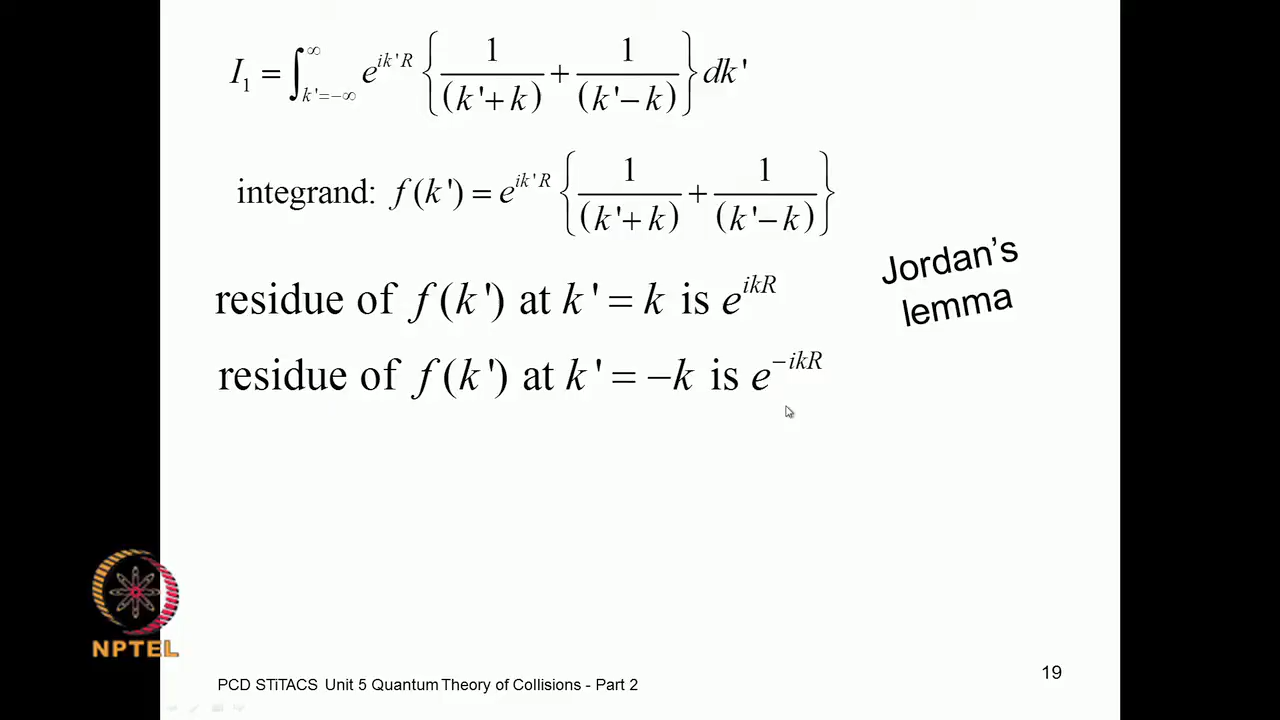 I₁ = ∫_{k'=−∞}^{∞} e^{ik'R} { 1/(k'+k) + 1/(k'−k) } dk'
integrand: f(k') = e^{ik'R} { 1/(k'+k) + 1/(k'−k) }
residue of f(k') at k' = k is e^{ikR}
Jordan's
lemma
residue of f(k') at k' = −k is e^{−ikR}
NPTEL
PCD STiTACS Unit 5 Quantum Theory of Collisions - Part 2
19